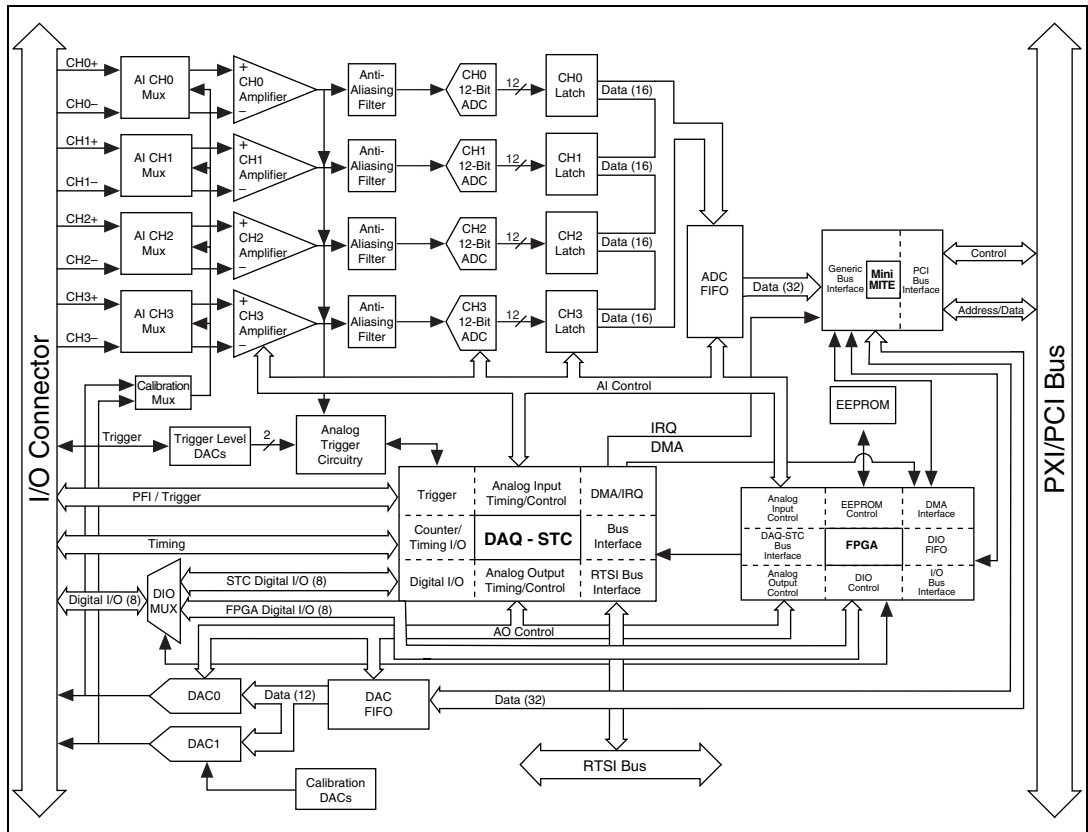 I/O Connector
PXI/PCI Bus
CH0+
CH0–
AI CH0
Mux
+
CH0
Amplifier
–
Anti-
Aliasing
Filter
CH0
12-Bit
ADC
12
CH0
Latch
Data (16)
CH1+
CH1–
AI CH1
Mux
+
CH1
Amplifier
–
Anti-
Aliasing
Filter
CH1
12-Bit
ADC
12
CH1
Latch
Data (16)
CH2+
CH2–
AI CH2
Mux
+
CH2
Amplifier
–
Anti-
Aliasing
Filter
CH2
12-Bit
ADC
12
CH2
Latch
Data (16)
CH3+
CH3–
AI CH3
Mux
+
CH3
Amplifier
–
Anti-
Aliasing
Filter
CH3
12-Bit
ADC
12
CH3
Latch
Data (16)
ADC
FIFO
Data (32)
Generic
Bus
Interface
Mini
MITE
PCI
Bus
Interface
Control
Address/Data
AI Control
Calibration
Mux
EEPROM
Trigger
Trigger Level
DACs
2
Analog
Trigger
Circuitry
IRQ
DMA
PFI / Trigger
Trigger
Analog Input
Timing/Control
DMA/IRQ
Timing
Counter/
Timing I/O
DAQ - STC
Bus
Interface
Digital I/O
Analog Output
Timing/Control
RTSI Bus
Interface
Analog
Input
Control
EEPROM
Control
DMA
Interface
DAQ-STC
Bus
Interface
FPGA
DIO
FIFO
Analog
Output
Control
DIO
Control
I/O
Bus
Interface
Digital I/O (8)
DIO
MUX
STC Digital I/O (8)
FPGA Digital I/O (8)
AO Control
DAC0
Data (12)
DAC
FIFO
Data (32)
DAC1
Calibration
DACs
RTSI Bus